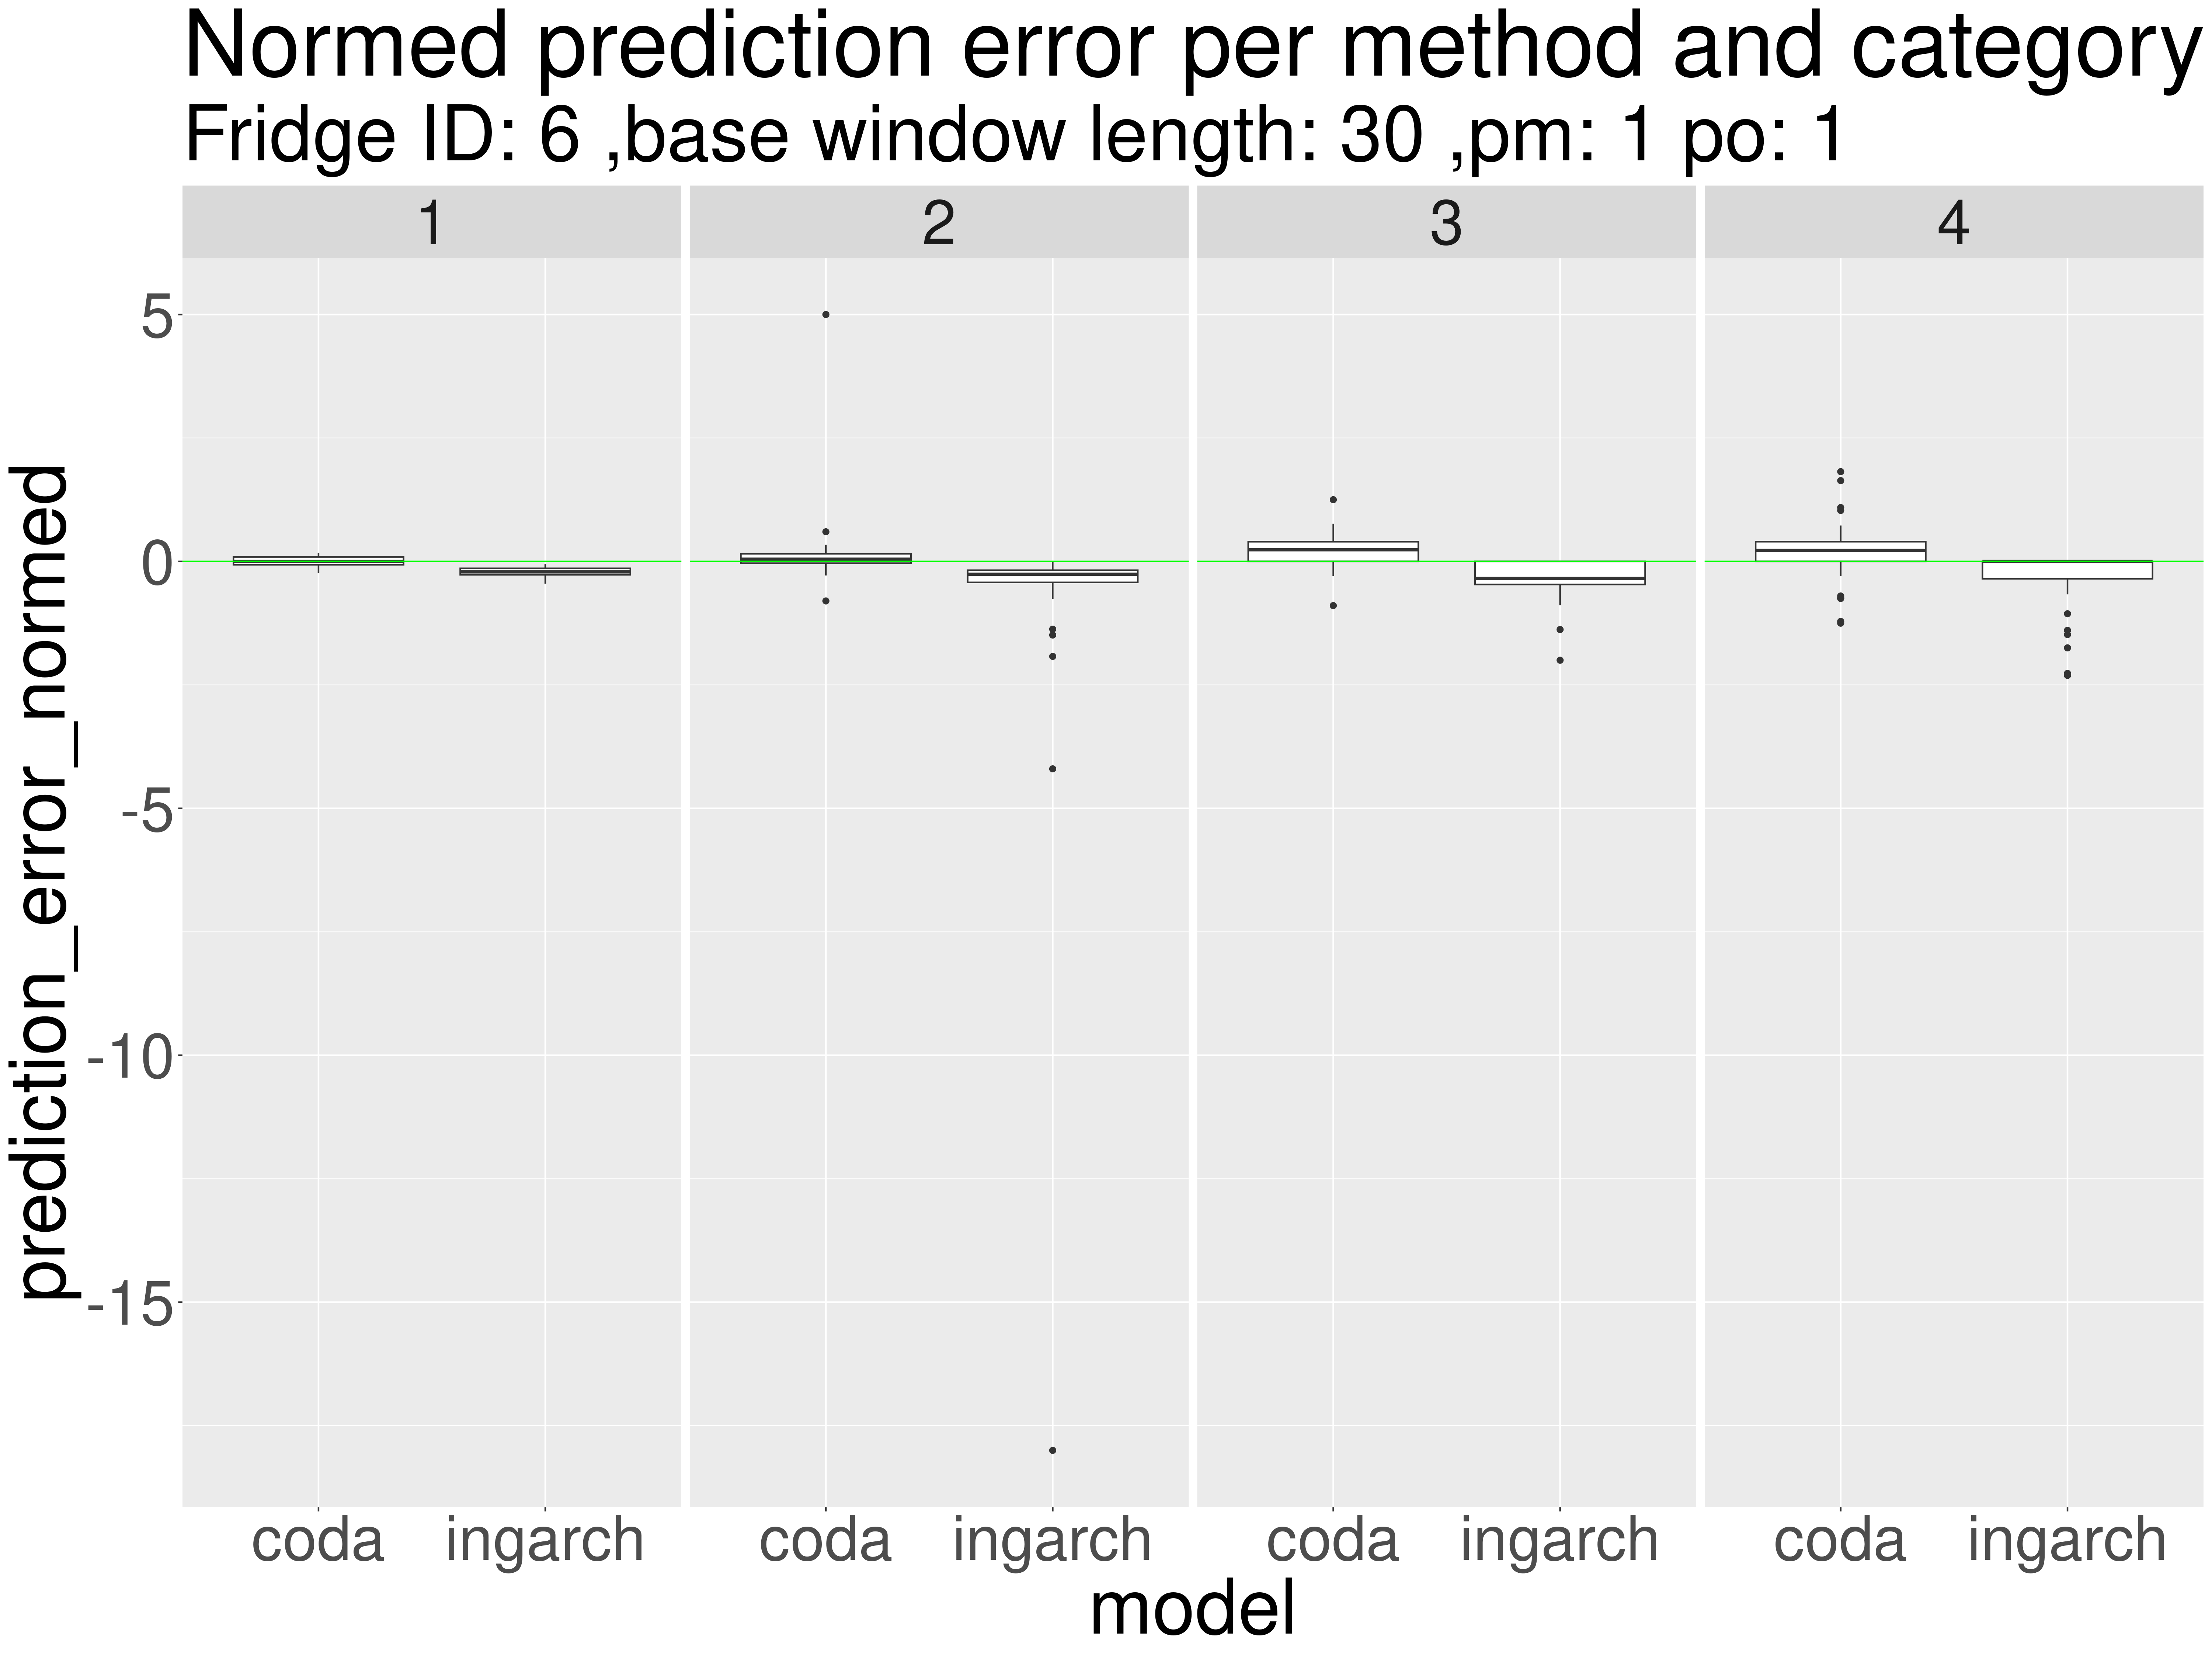 Normed prediction error per method and category
Fridge ID: 6 ,base window length: 30 ,pm: 1 po: 1
1 2 3 4
5
0
-5
-10
-15
prediction_error_normed
coda ingarch coda ingarch coda ingarch coda ingarch
model